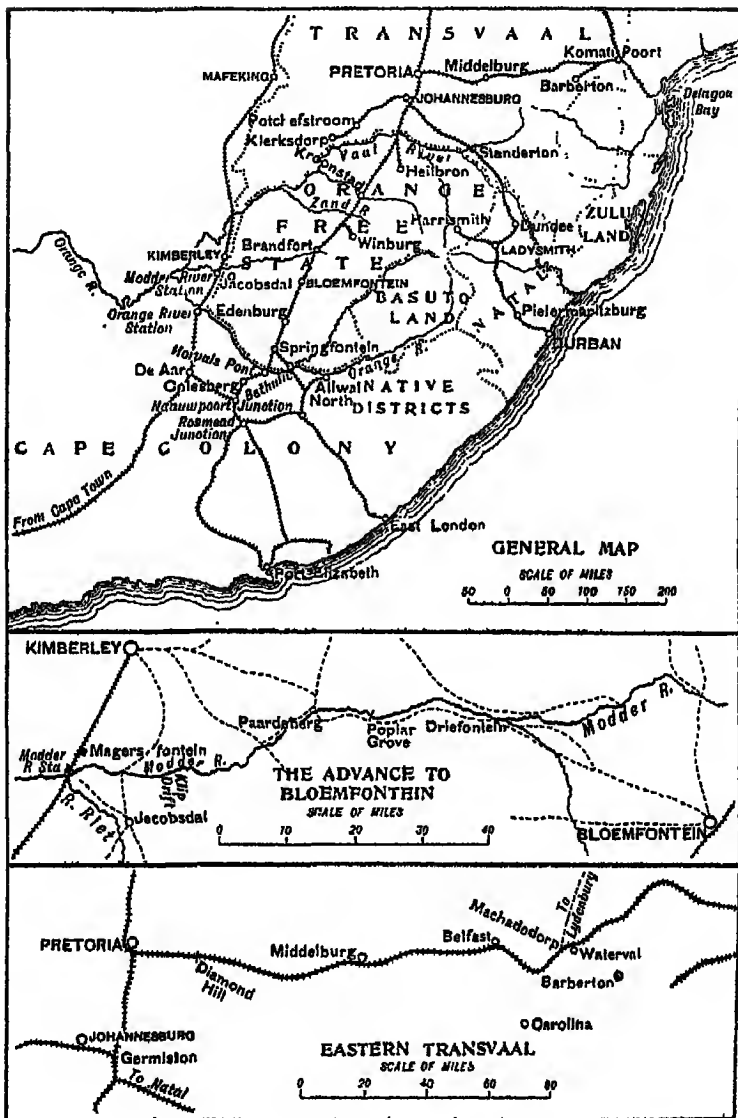 TRANSVAAL
Komati Poort
Middelburg
PRETORIA
MAFEKING
Barberton
Delagoa
Bay
JOHANNESBURG
Potchefstroom
Klerksdorp
Vaal River
Standerton
Kroonstad
Heilbron
ORANGE
Zand R.
FREE
Harrismith
Dundee
ZULU
LAND
Orange R.
KIMBERLEY
Brandfort
Winburg
LADYSMITH
STATE
Modder River
Station
Jacobsdal
BLOEMFONTEIN
NATAL
BASUTO
LAND
Orange River
Station
Edenburg
Pietermaritzburg
DURBAN
Springfontein
Orange R.
De Aar
Norvals Pont
Bethulie
Colesberg
Aliwal
North
NATIVE
DISTRICTS
Naauwpoort
Junction
Rosmead
Junction
CAPE COLONY
From Cape Town
East London
Port Elizabeth
GENERAL MAP
SCALE OF MILES
50 0 50 100 150 200
KIMBERLEY
Paardeberg
Poplar
Grove
Driefontein
Modder R.
Modder
R Sta.
Magersfontein
Modder R.
Klip
Drift
R. Riet
Jacobsdal
THE ADVANCE TO
BLOEMFONTEIN
SCALE OF MILES
0 10 20 30 40
BLOEMFONTEIN
PRETORIA
Diamond
Hill
Middelburg
Belfast
Machadodorp
To
Lydenburg
Waterval
Barberton
Carolina
JOHANNESBURG
Germiston
To Natal
EASTERN TRANSVAAL
SCALE OF MILES
0 20 40 60 80